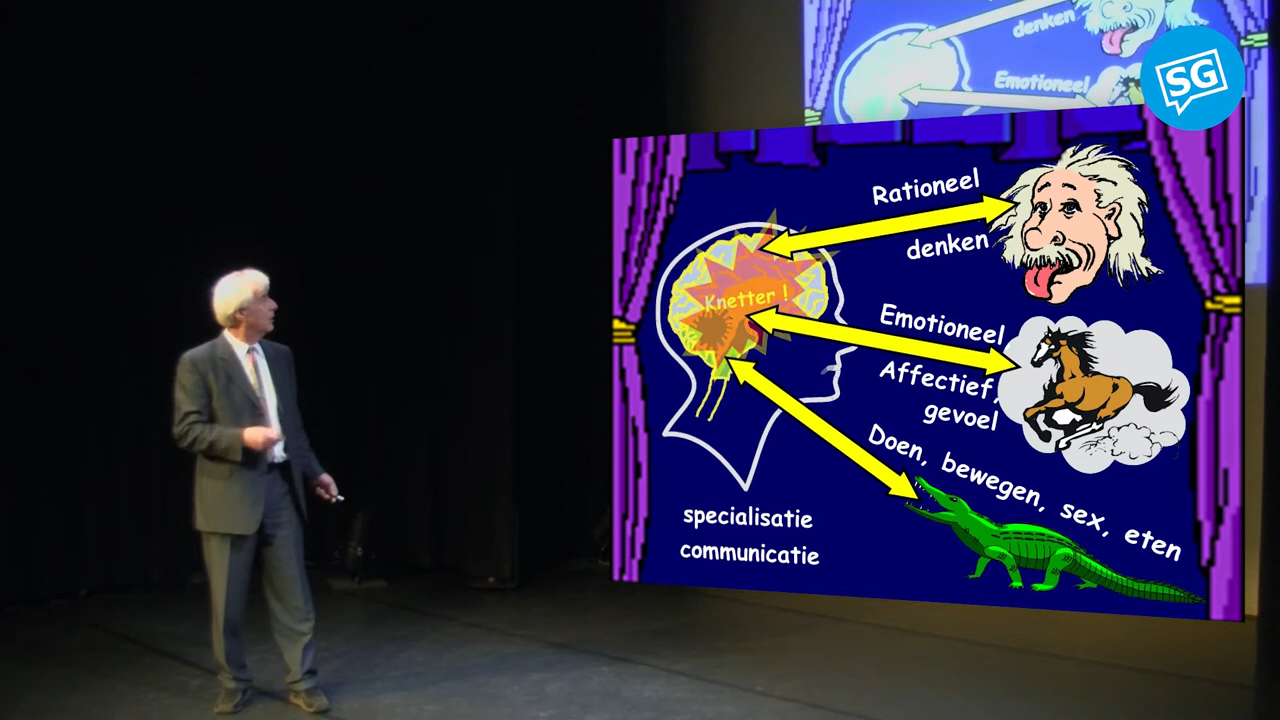 denken
Emotioneel
SG
Rationeel
denken
Knetter !
Emotioneel
Affectief,
gevoel
Doen, bewegen, sex, eten
specialisatie
communicatie